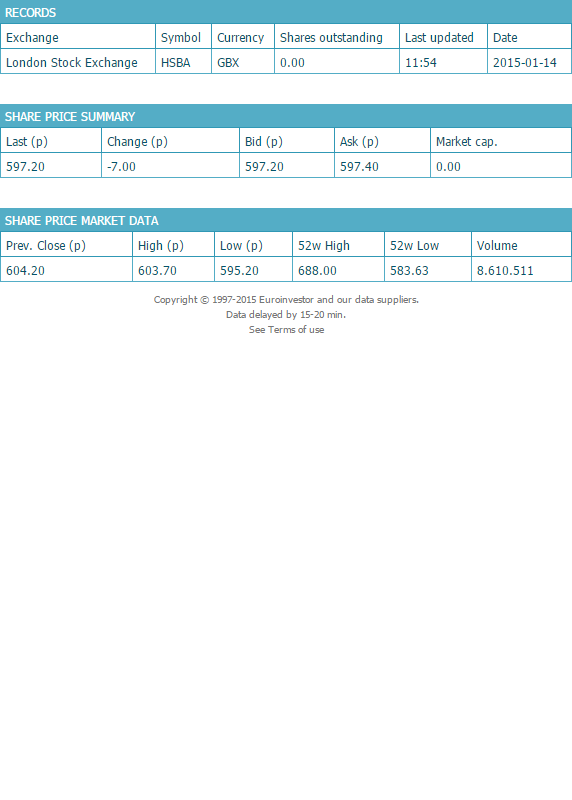 RECORDS
Exchange Symbol Currency Shares outstanding Last updated Date
London Stock Exchange HSBA GBX 0.00 11:54 2015-01-14
SHARE PRICE SUMMARY
Last (p) Change (p) Bid (p) Ask (p) Market cap.
597.20 -7.00 597.20 597.40 0.00
SHARE PRICE MARKET DATA
Prev. Close (p) High (p) Low (p) 52w High 52w Low Volume
604.20 603.70 595.20 688.00 583.63 8.610.511
Copyright © 1997-2015 Euroinvestor and our data suppliers.
Data delayed by 15-20 min.
See Terms of use